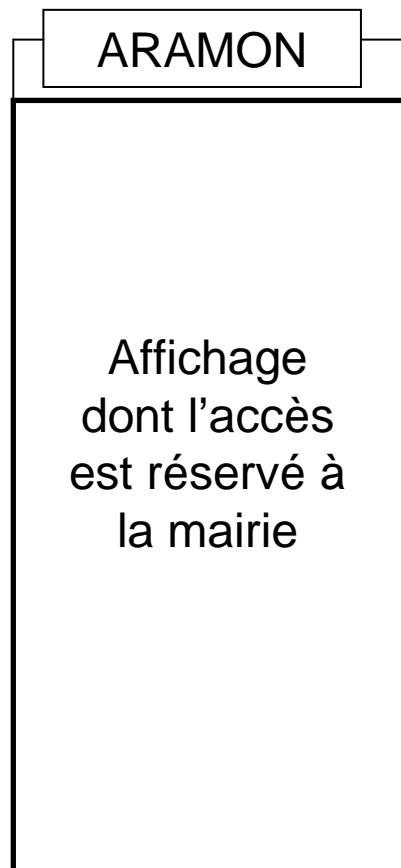 ARAMON
Affichage
dont l’accès
est réservé à
la mairie